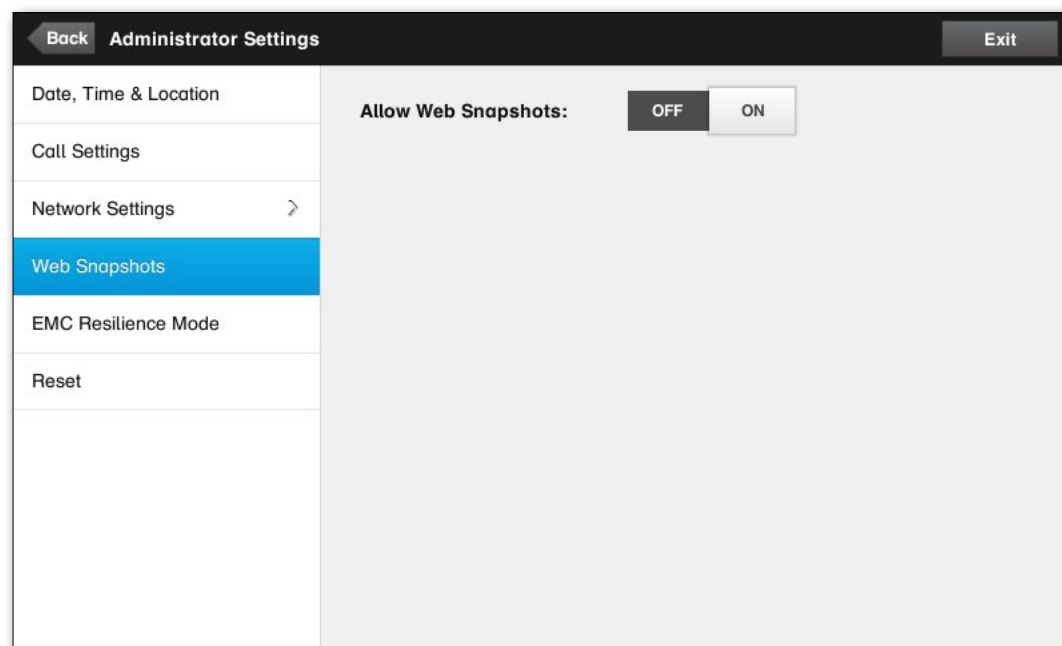 Back Administrator Settings Exit
Date, Time & Location
Allow Web Snapshots: OFF ON
Call Settings
Network Settings
Web Snapshots
EMC Resilience Mode
Reset